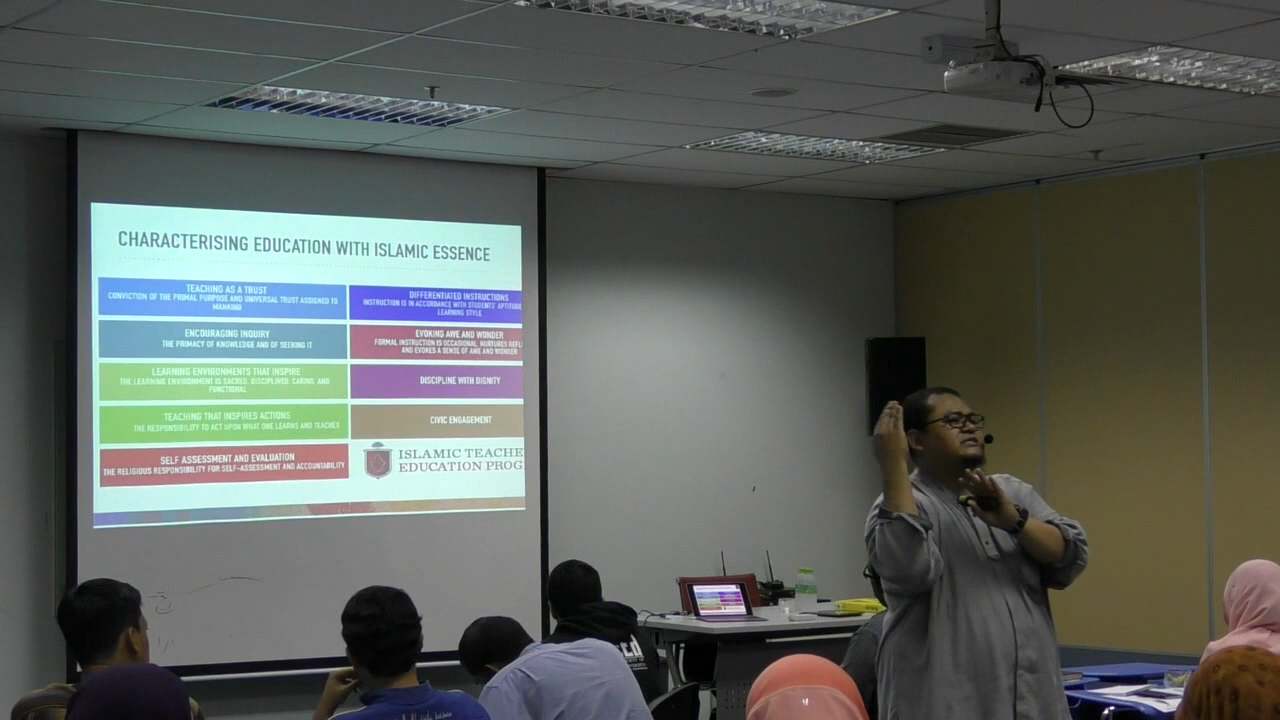 CHARACTERISING EDUCATION WITH ISLAMIC ESSENCE
TEACHING AS A TRUST
CONVICTION OF THE PRIMAL PURPOSE AND UNIVERSAL TRUST ASSIGNED TO
MANKIND
DIFFERENTIATED INSTRUCTIONS
INSTRUCTION IS IN ACCORDANCE WITH STUDENTS' APTITUD
LEARNING STYLE
ENCOURAGING INQUIRY
THE PRIMACY OF KNOWLEDGE AND OF SEEKING IT
EVOKING AWE AND WONDER
FORMAL INSTRUCTION IS OCCASIONAL, NURTURES REFL
AND EVOKES A SENSE OF AWE AND WONDER
LEARNING ENVIRONMENTS THAT INSPIRE
THE LEARNING ENVIRONMENT IS SACRED, DISCIPLINED, CARING, AND
FUNCTIONAL
DISCIPLINE WITH DIGNITY
TEACHING THAT INSPIRES ACTIONS
THE RESPONSIBILITY TO ACT UPON WHAT ONE LEARNS AND TEACHES
CIVIC ENGAGEMENT
SELF ASSESSMENT AND EVALUATION
THE RELIGIOUS RESPONSIBILITY FOR SELF-ASSESSMENT AND ACCOUNTABILITY
ISLAMIC TEACHE
EDUCATION PROG